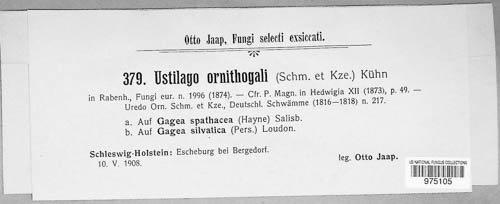 Otto Jaap, Fungi selecti exsiccati.
379. Ustilago ornithogali (Schm. et Kze.) Kühn
in Rabenh., Fungi eur. n. 1996 (1874). — Cfr. P. Magn. in Hedwigia XII (1873), p. 49. —
Uredo Orn. Schm. et Kze., Deutschl. Schwämme (1816—1818) n. 217.
a. Auf Gagea spathacea (Hayne) Salisb.
b. Auf Gagea silvatica (Pers.) Loudon.
Schleswig-Holstein: Escheburg bei Bergedorf.
10. V. 1908.
leg. Otto Jaap.
US NATIONAL FUNGUS COLLECTIONS
975105